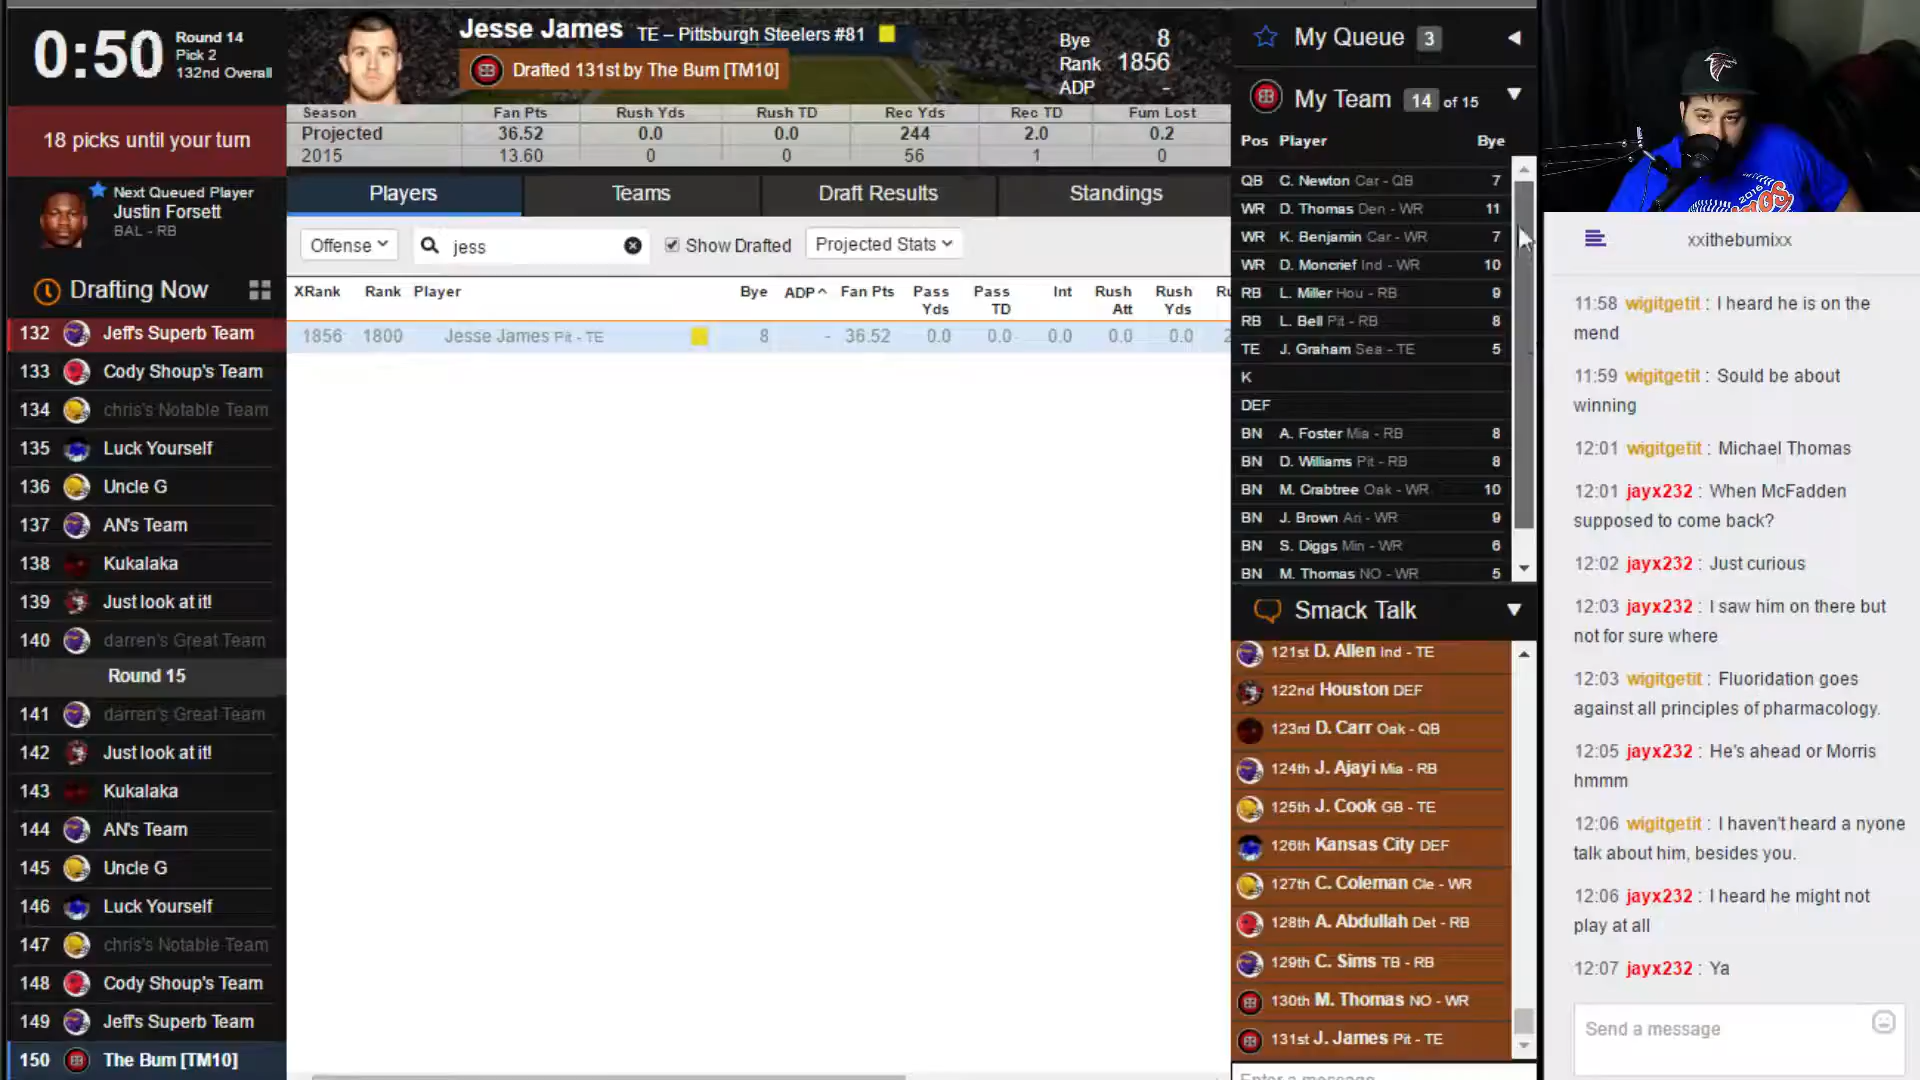 0:50
Round 14
Pick 2
132nd Overall
18 picks until your turn
Next Queued Player
Justin Forsett
BAL - RB
Drafting Now
132 Jeff's Superb Team
133 Cody Shoup's Team
134 chris's Notable Team
135 Luck Yourself
136 Uncle G
137 AN's Team
138 Kukalaka
139 Just look at it!
140 darren's Great Team
Round 15
141 darren's Great Team
142 Just look at it!
143 Kukalaka
144 AN's Team
145 Uncle G
146 Luck Yourself
147 chris's Notable Team
148 Cody Shoup's Team
149 Jeff's Superb Team
150 The Bum [TM10]
Jesse James TE – Pittsburgh Steelers #81
Drafted 131st by The Bum [TM10]
Bye 8
Rank 1856
ADP -
Season Fan Pts Rush Yds Rush TD Rec Yds Rec TD Fum Lost
Projected 36.52 0.0 0.0 244 2.0 0.2
2015 13.60 0 0 56 1 0
Players Teams Draft Results Standings
Offense jess Show Drafted Projected Stats
XRank Rank Player Bye ADP^ Fan Pts Pass Yds Pass TD Int Rush Att Rush Yds
1856 1800 Jesse James Pit - TE 8 - 36.52 0.0 0.0 0.0 0.0 0.0
My Queue 3
My Team 14 of 15
Pos Player Bye
QB C. Newton Car - QB 7
WR D. Thomas Den - WR 11
WR K. Benjamin Car - WR 7
WR D. Moncrief Ind - WR 10
RB L. Miller Hou - RB 9
RB L. Bell Pit - RB 8
TE J. Graham Sea - TE 5
K
DEF
BN A. Foster Mia - RB 8
BN D. Williams Pit - RB 8
BN M. Crabtree Oak - WR 10
BN J. Brown Ari - WR 9
BN S. Diggs Min - WR 6
BN M. Thomas NO - WR 5
Smack Talk
121st D. Allen Ind - TE
122nd Houston DEF
123rd D. Carr Oak - QB
124th J. Ajayi Mia - RB
125th J. Cook GB - TE
126th Kansas City DEF
127th C. Coleman Cle - WR
128th A. Abdullah Det - RB
129th C. Sims TB - RB
130th M. Thomas NO - WR
131st J. James Pit - TE
Enter a message
xxithebumixx
11:58 wigitgetit : I heard he is on the
mend
11:59 wigitgetit : Sould be about
winning
12:01 wigitgetit : Michael Thomas
12:01 jayx232 : When McFadden
supposed to come back?
12:02 jayx232 : Just curious
12:03 jayx232 : I saw him on there but
not for sure where
12:03 wigitgetit : Fluoridation goes
against all principles of pharmacology.
12:05 jayx232 : He's ahead or Morris
hmmm
12:06 wigitgetit : I haven't heard a nyone
talk about him, besides you.
12:06 jayx232 : I heard he might not
play at all
12:07 jayx232 : Ya
Send a message